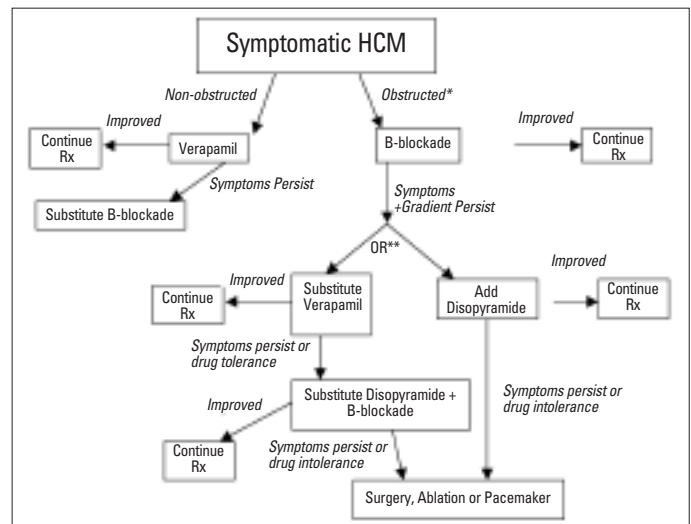 Symptomatic HCM
Non-obstructed
Obstructed*
Improved
Improved
Continue
Rx
Verapamil
B-blockade
Continue
Rx
Symptoms Persist
Symptoms
+Gradient Persist
Substitute B-blockade
OR**
Improved
Improved
Continue
Rx
Substitute
Verapamil
Add
Disopyramide
Continue
Rx
Symptoms persist or
drug tolerance
Symptoms persist or
drug intolerance
Improved
Substitute Disopyramide +
B-blockade
Continue
Rx
Symptoms persist or
drug intolerance
Surgery, Ablation or Pacemaker